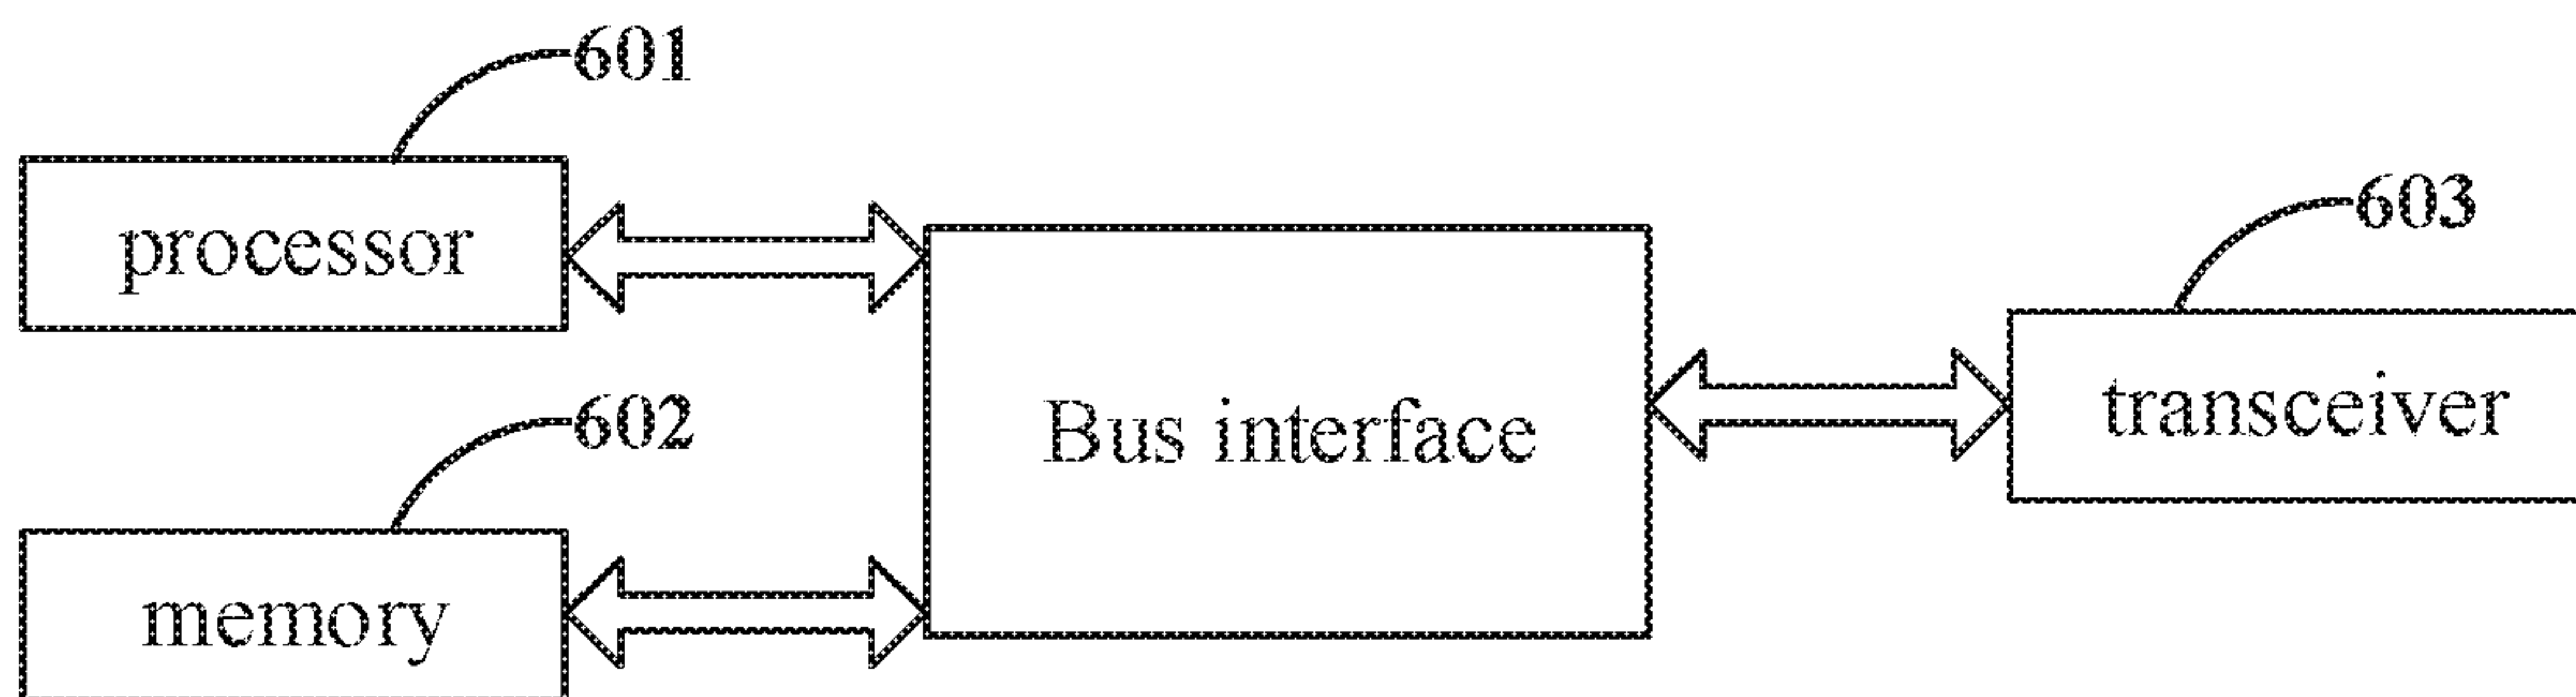 601
processor
603
Bus interface
transceiver
602
memory